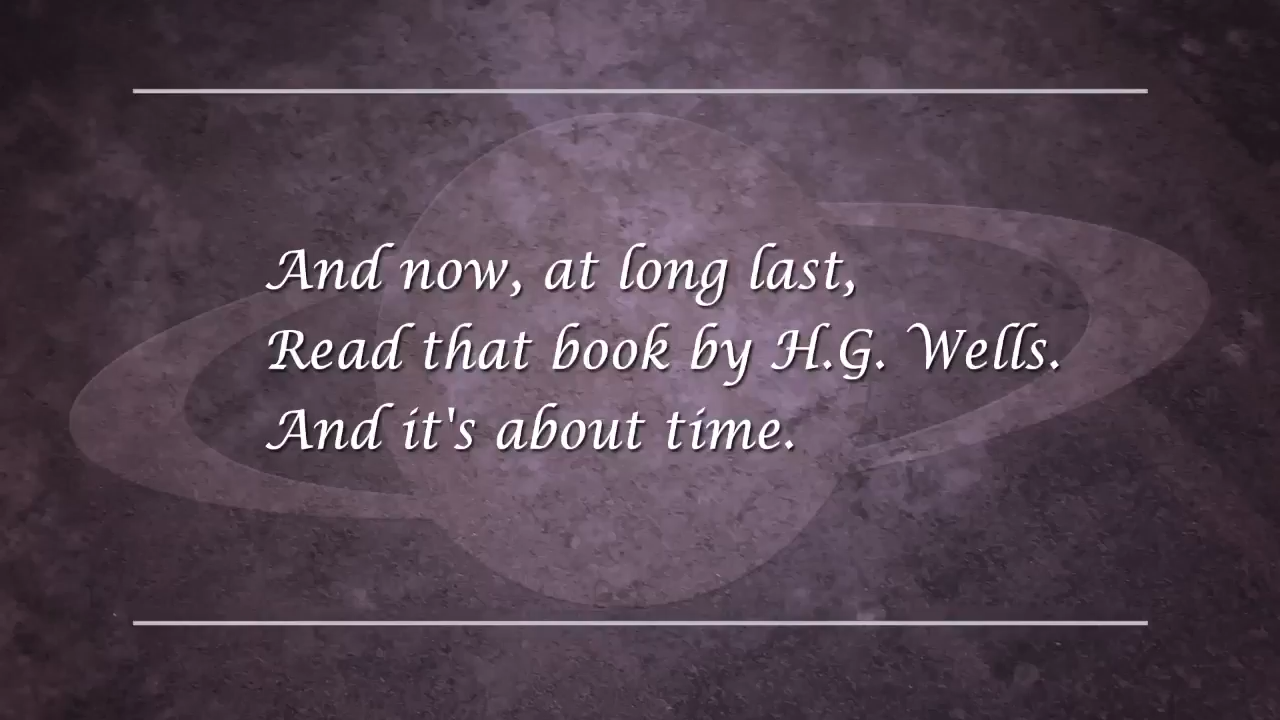 And now, at long last,
Read that book by H.G. Wells.
And it's about time.